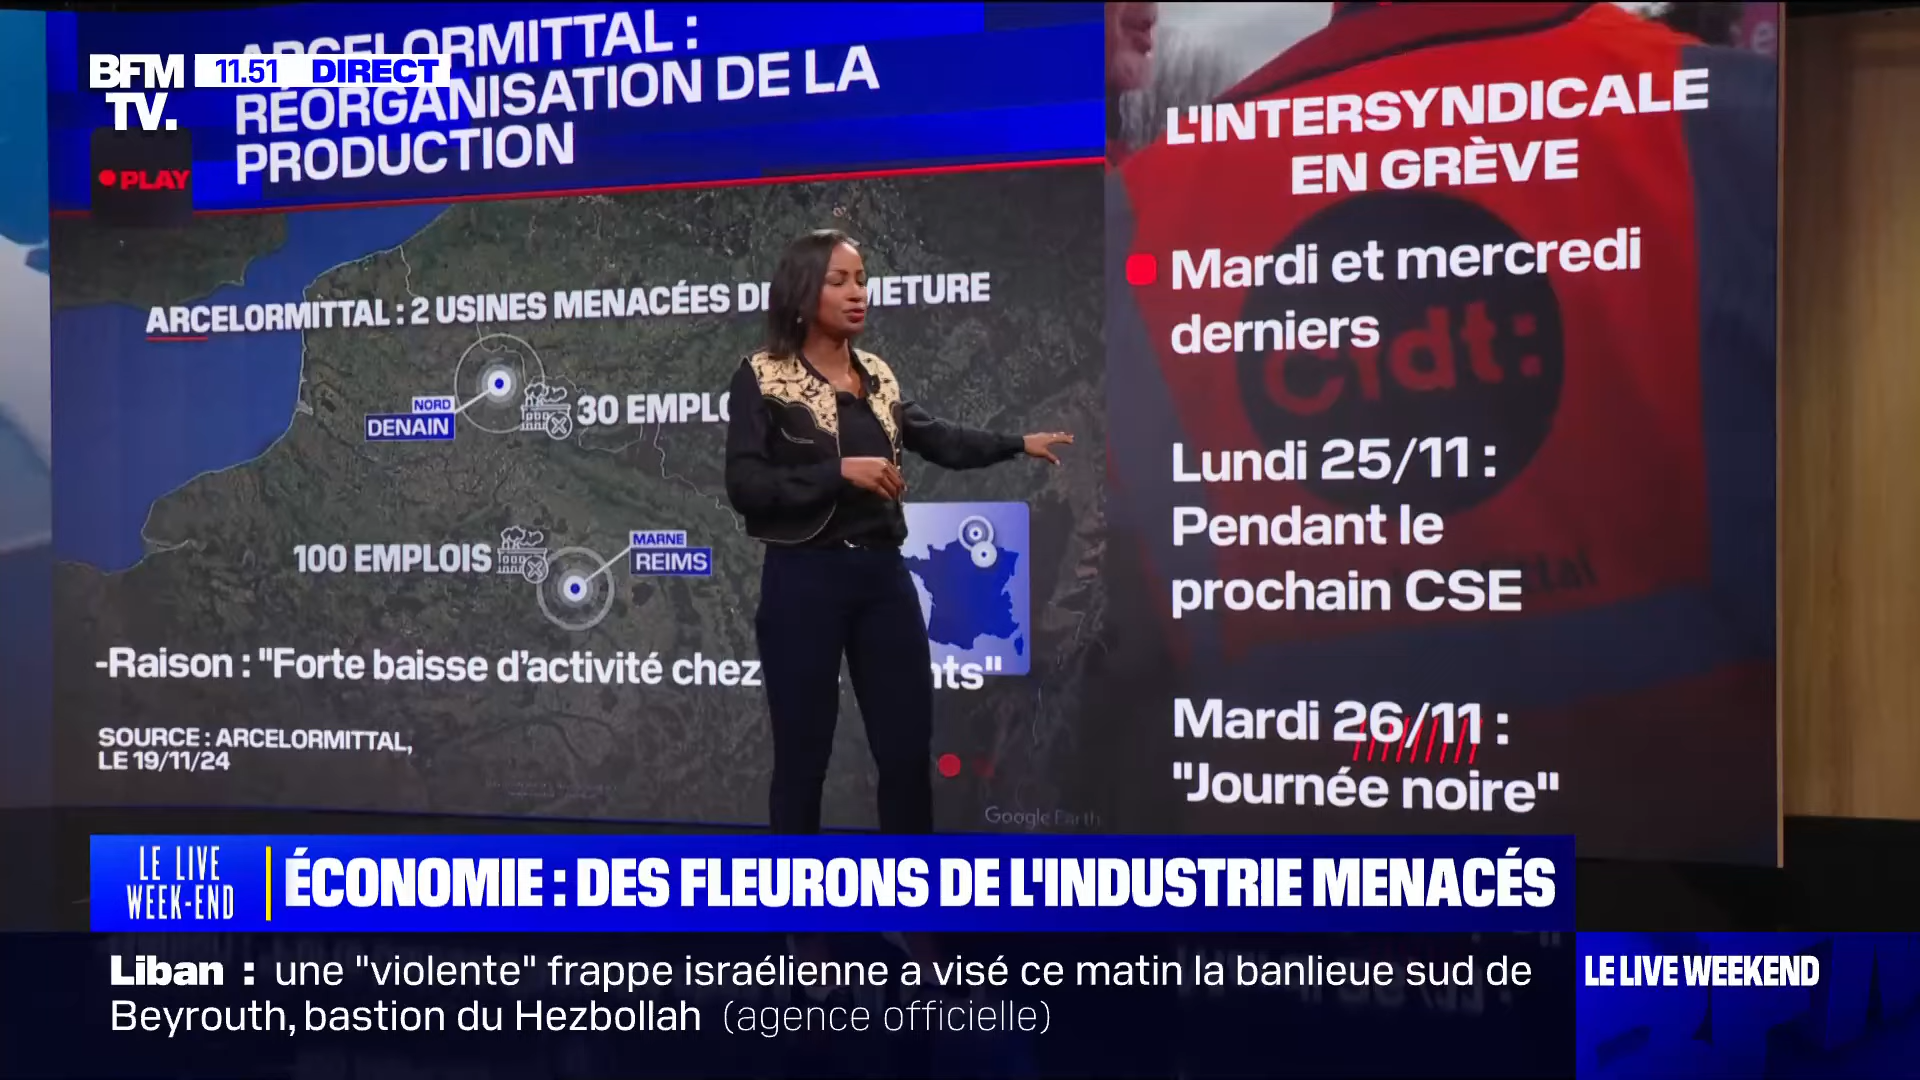 BFM
TV.
11.51 DIRECT
PLAY
ARCELORMITTAL :
RÉORGANISATION DE LA
PRODUCTION
ARCELORMITTAL : 2 USINES MENACÉES
NORD
DENAIN
30
100 EMPLOIS
MARNE
REIMS
-Raison : "Forte baisse d'activité chez
SOURCE : ARCELORMITTAL,
LE 19/11/24
Google Earth
L'INTERSYNDICALE
EN GRÈVE
Mardi et mercredi
derniers
Cfdt:
Lundi 25/11 :
Pendant le
prochain CSE
Mardi 26/11 :
"Journée noire"
LE LIVE
WEEK-END
ÉCONOMIE : DES FLEURONS DE L'INDUSTRIE MENACÉS
Liban : une "violente" frappe israélienne a visé ce matin la banlieue sud de
Beyrouth, bastion du Hezbollah (agence officielle)
LE LIVE WEEKEND